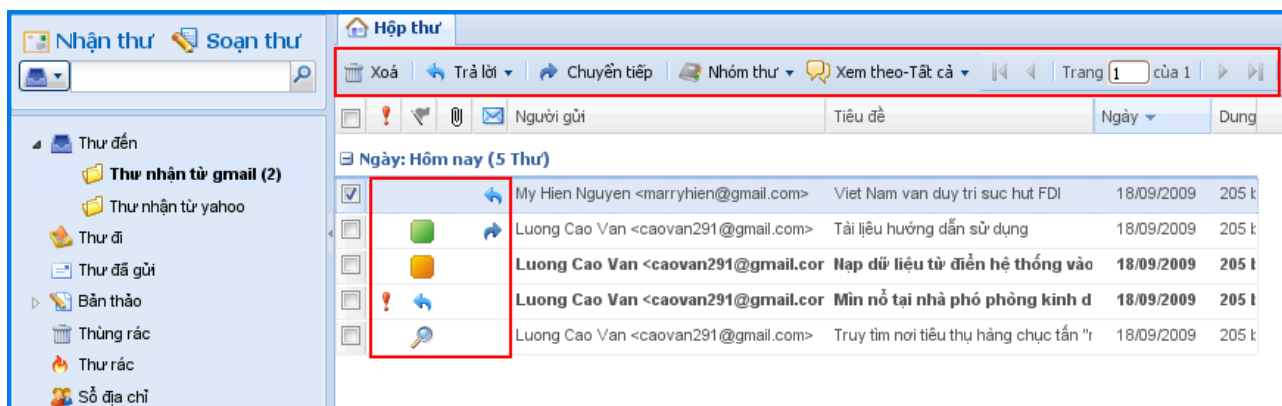 Nhận thư Soạn thư
Hộp thư
Xoá Trả lời Chuyển tiếp Nhóm thư Xem theo-Tất cả Trang 1 của 1
Người gửi Tiêu đề Ngày Dung
Thư đến
Thư nhận từ gmail (2)
Thư nhận từ yahoo
Thư đi
Thư đã gửi
Bản thảo
Thùng rác
Thư rác
Sổ địa chỉ
Ngày: Hôm nay (5 Thư)
My Hien Nguyen <marryhien@gmail.com> Viet Nam van duy tri suc hut FDI 18/09/2009 205
Luong Cao Van <caovan291@gmail.com> Tài liệu hướng dẫn sử dụng 18/09/2009 205
Luong Cao Van <caovan291@gmail.cor Nạp dữ liệu từ điển hệ thống vào 18/09/2009 205
Luong Cao Van <caovan291@gmail.cor Mìn nổ tại nhà phó phòng kinh d 18/09/2009 205
Luong Cao Van <caovan291@gmail.com> Truy tìm nơi tiêu thụ hàng chục tấn 18/09/2009 205